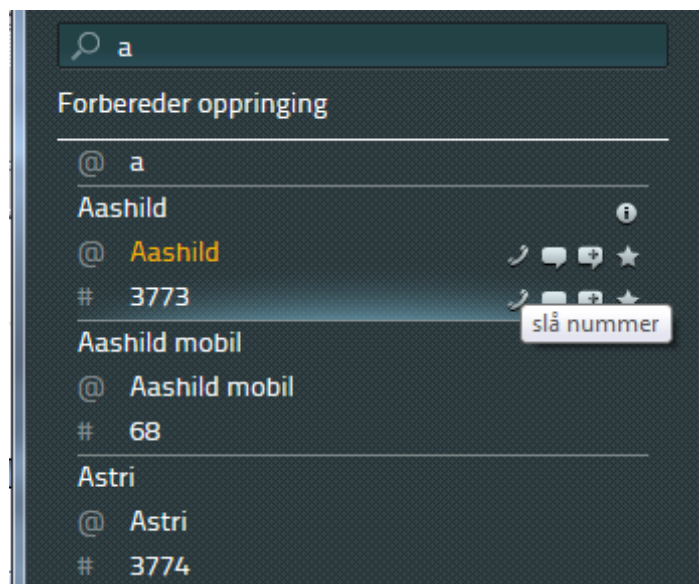 a
Forbereder oppringing
@ a
Aashild
@ Aashild
# 3773
slå nummer
Aashild mobil
@ Aashild mobil
# 68
Astri
@ Astri
# 3774